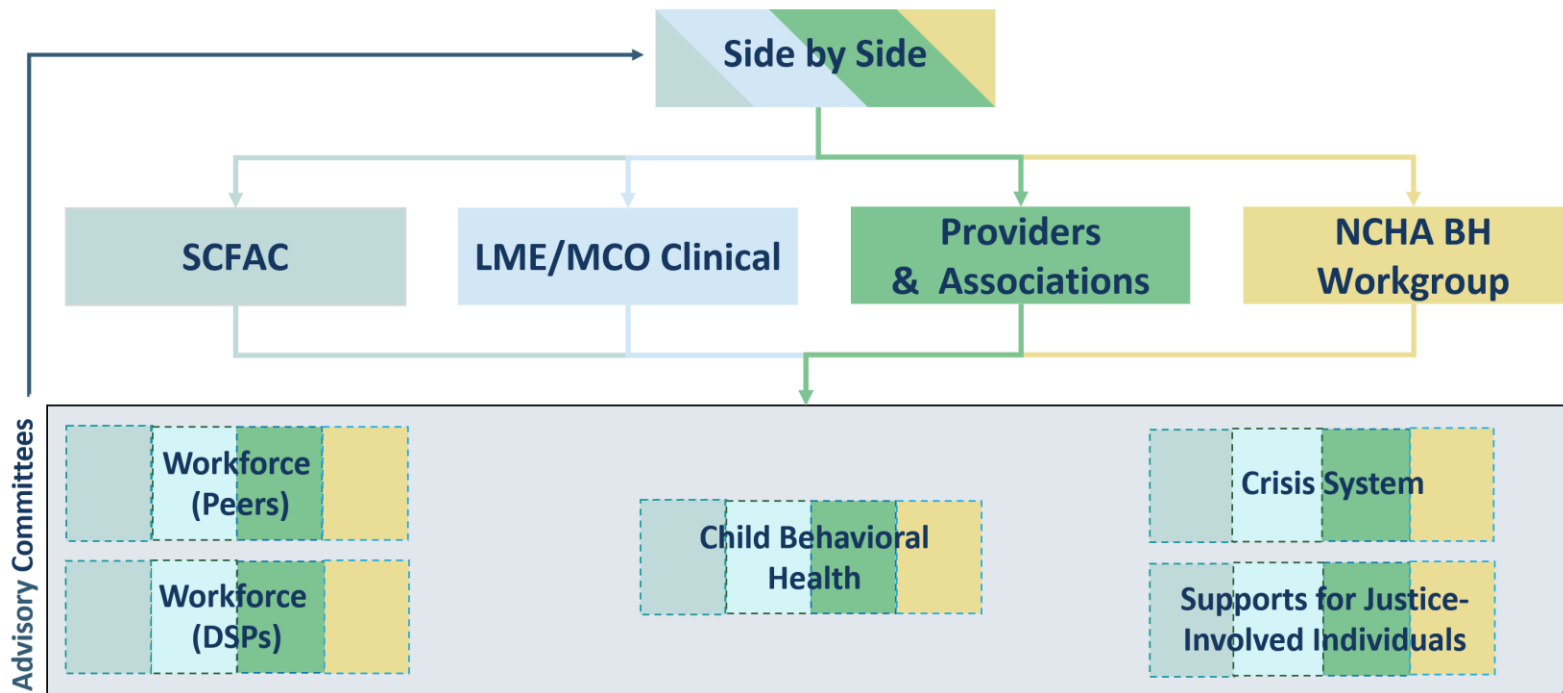 Side by Side
SCFAC
LME/MCO Clinical
Providers
& Associations
NCHA BH
Workgroup
Advisory Committees
Workforce
(Peers)
Workforce
(DSPs)
Child Behavioral
Health
Crisis System
Supports for Justice-
Involved Individuals